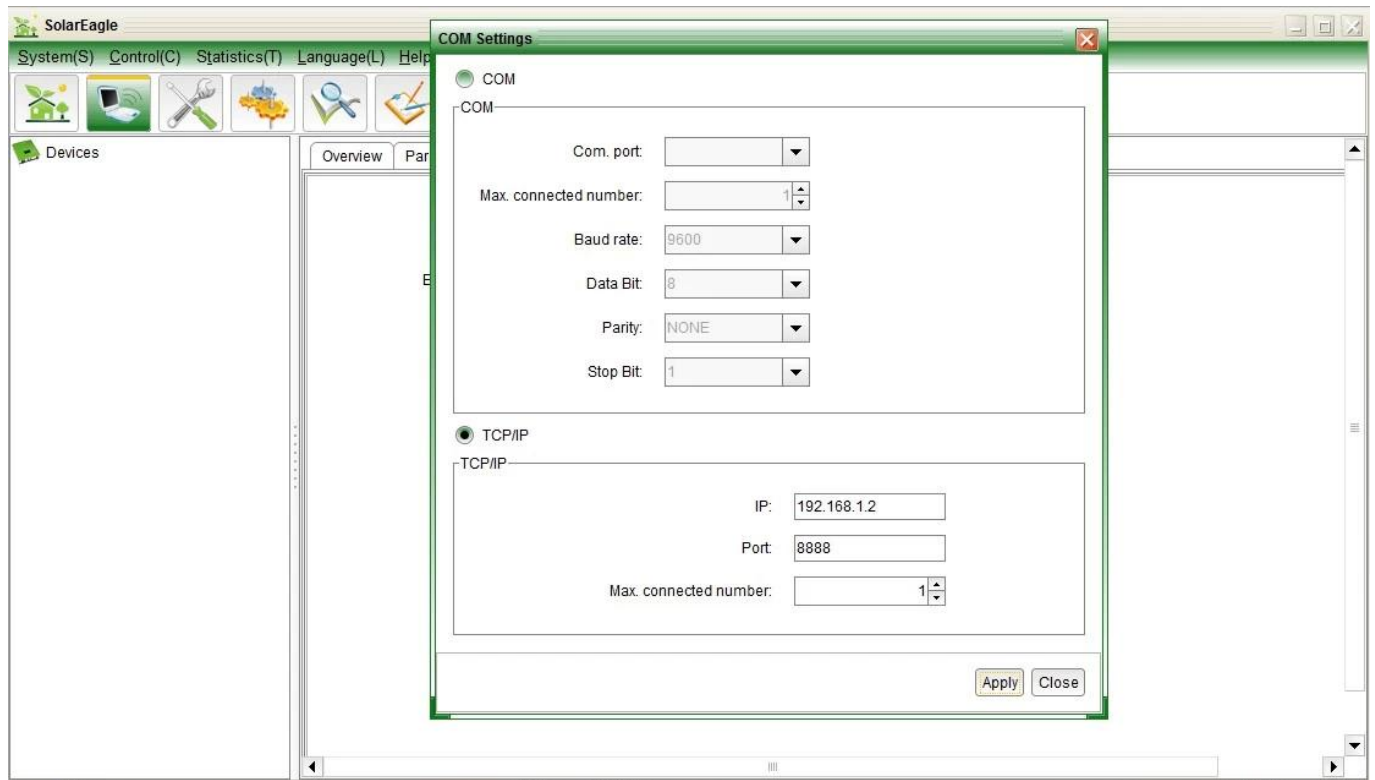 SolarEagle
System(S) Control(C) Statistics(T) Language(L) Help
Devices
Overview Par
E
COM Settings
COM
COM
Com. port:
Max. connected number: 1
Baud rate: 9600
Data Bit: 8
Parity: NONE
Stop Bit: 1
TCP/IP
TCP/IP
IP: 192.168.1.2
Port: 8888
Max. connected number: 1
Apply Close